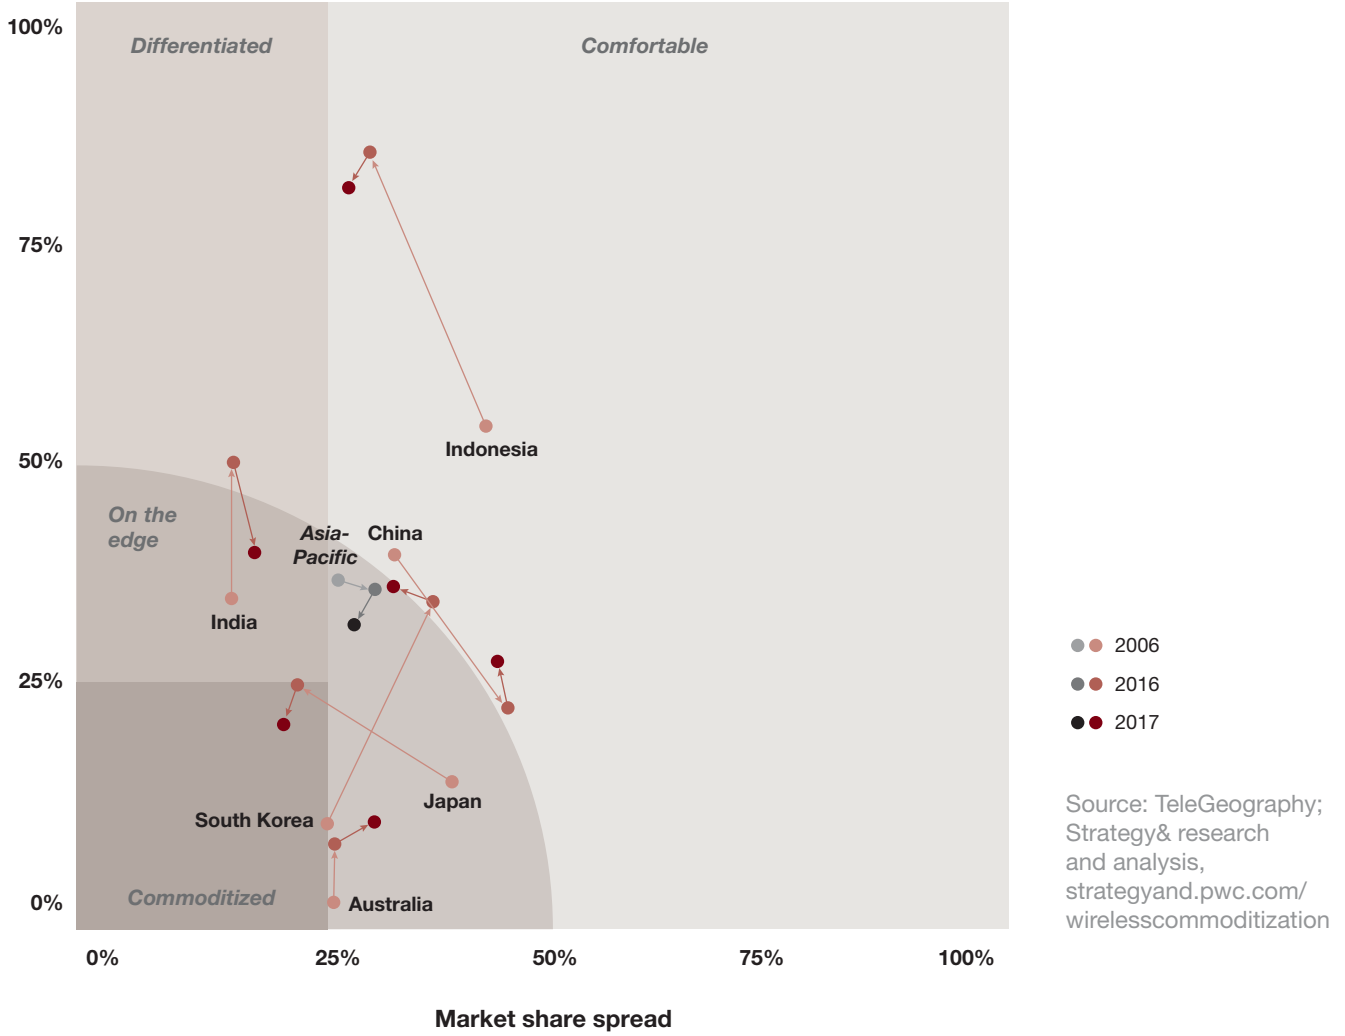 100%
Differentiated
Comfortable
75%
Indonesia
50%
On the
edge
Asia-
Pacific
China
India
25%
Japan
South Korea
Commoditized
Australia
0%
0%
25%
50%
75%
100%
Market share spread
2006
2016
2017
Source: TeleGeography;
Strategy& research
and analysis,
strategyand.pwc.com/
wirelesscommoditization